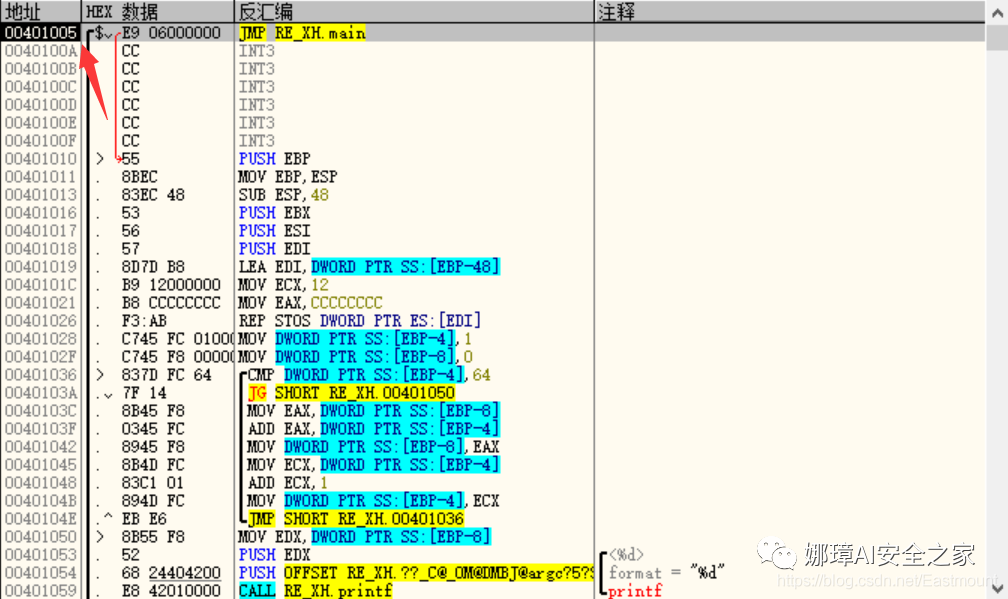 地址 HEX 数据 反汇编 注释
00401005 $ E9 06000000 JMP RE_XH.main
0040100A CC INT3
0040100B CC INT3
0040100C CC INT3
0040100D CC INT3
0040100E CC INT3
0040100F CC INT3
00401010 > 55 PUSH EBP
00401011 . 8BEC MOV EBP,ESP
00401013 . 83EC 48 SUB ESP,48
00401016 . 53 PUSH EBX
00401017 . 56 PUSH ESI
00401018 . 57 PUSH EDI
00401019 . 8D7D B8 LEA EDI,DWORD PTR SS:[EBP-48]
0040101C . B9 12000000 MOV ECX,12
00401021 . B8 CCCCCCCC MOV EAX,CCCCCCCC
00401026 . F3:AB REP STOS DWORD PTR ES:[EDI]
00401028 . C745 FC 0100 MOV DWORD PTR SS:[EBP-4],1
0040102F . C745 F8 0000 MOV DWORD PTR SS:[EBP-8],0
00401036 > 837D FC 64 CMP DWORD PTR SS:[EBP-4],64
0040103A . 7F 14 JG SHORT RE_XH.00401050
0040103C . 8B45 F8 MOV EAX,DWORD PTR SS:[EBP-8]
0040103F . 0345 FC ADD EAX,DWORD PTR SS:[EBP-4]
00401042 . 8945 F8 MOV DWORD PTR SS:[EBP-8],EAX
00401045 . 8B4D FC MOV ECX,DWORD PTR SS:[EBP-4]
00401048 . 83C1 01 ADD ECX,1
0040104B . 894D FC MOV DWORD PTR SS:[EBP-4],ECX
0040104E .^ EB E6 JMP SHORT RE_XH.00401036
00401050 > 8B55 F8 MOV EDX,DWORD PTR SS:[EBP-8]
00401053 . 52 PUSH EDX <%d>
00401054 . 68 24404200 PUSH OFFSET RE_XH.??_C@_0M@DMBJ@argc?5?$ format = "%d"
00401059 . E8 42010000 CALL RE_XH.printf printf
娜璋AI安全之家
https://blog.csdn.net/Eastmount